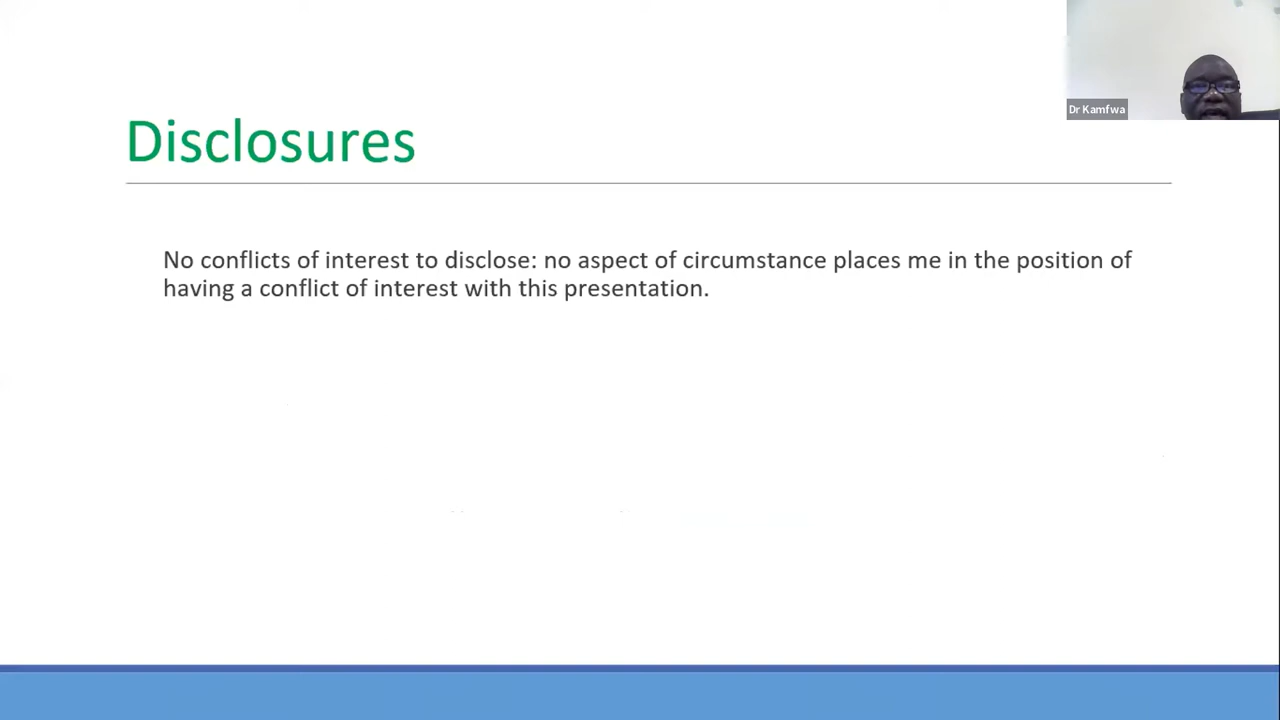 Dr Kamfwa
Disclosures
No conflicts of interest to disclose: no aspect of circumstance places me in the position of
having a conflict of interest with this presentation.